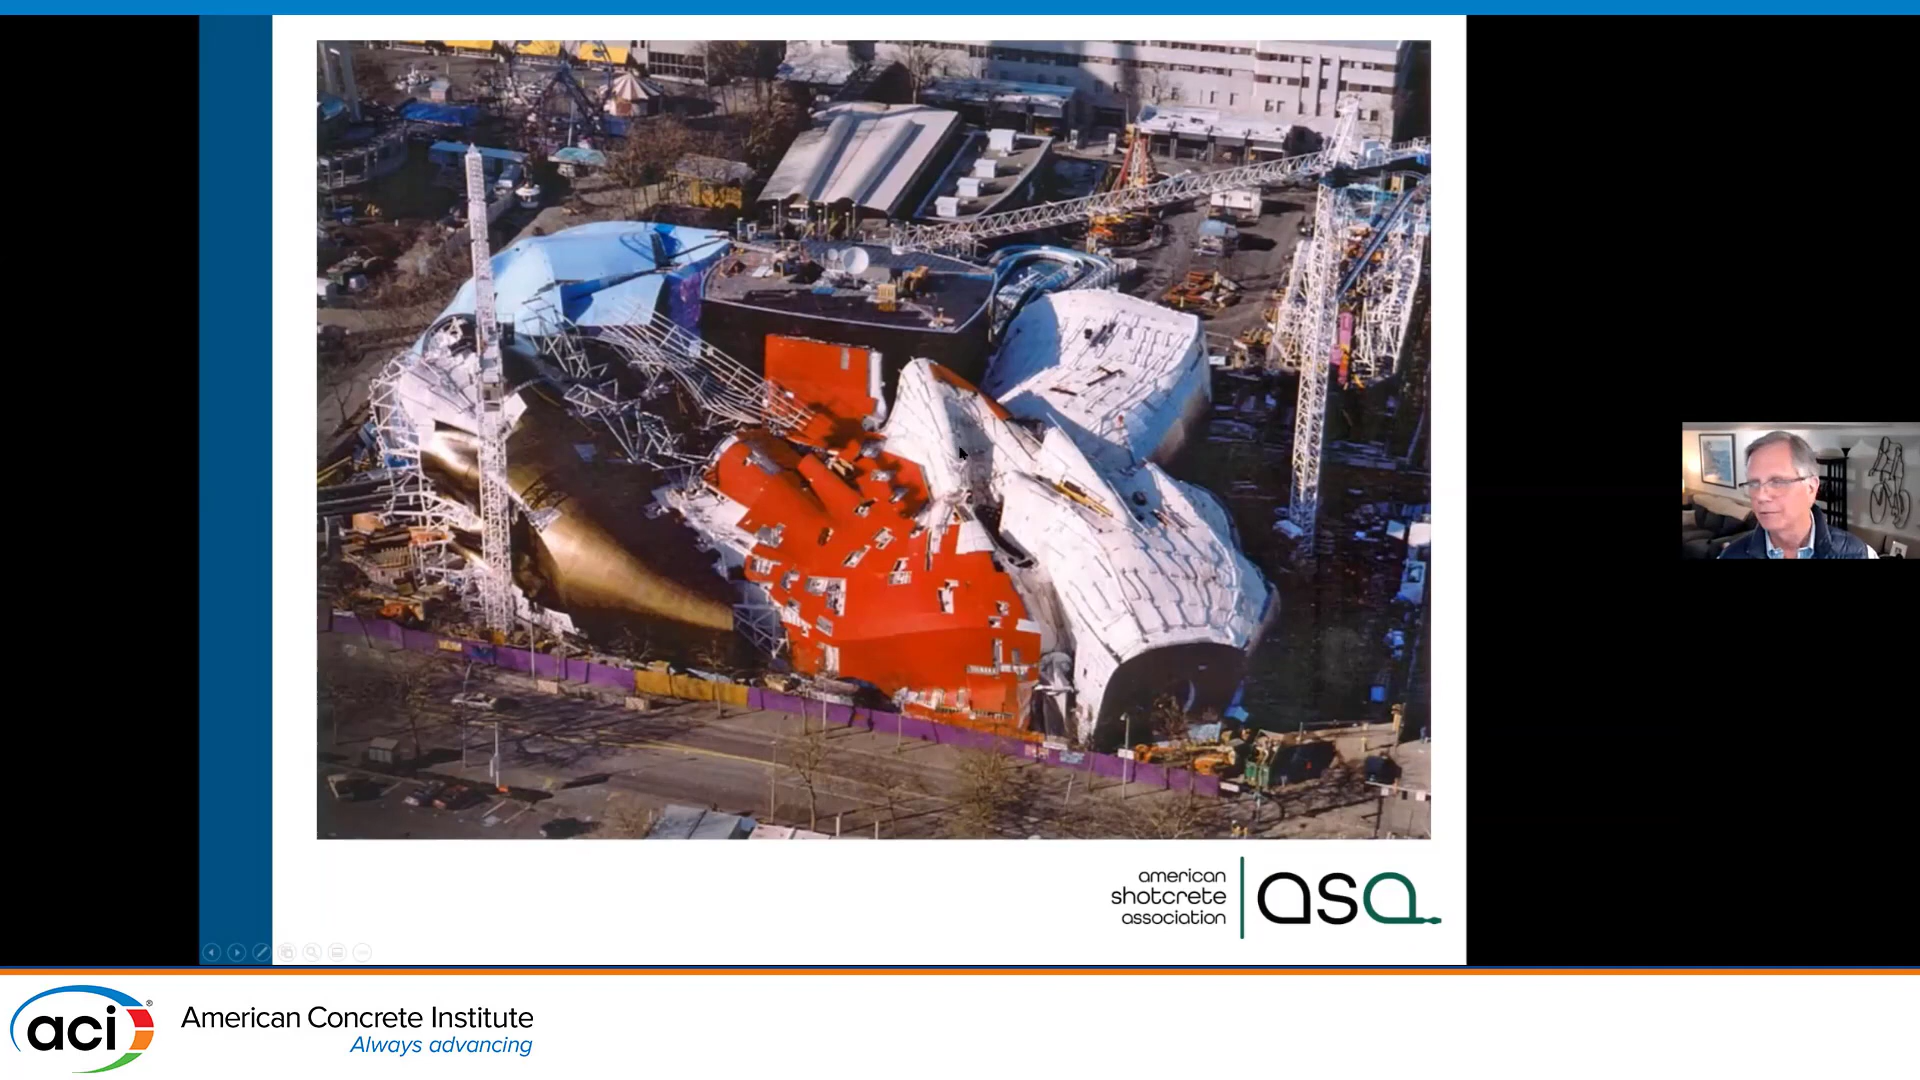 american
shotcrete
association
asa
aci®
American Concrete Institute
Always advancing